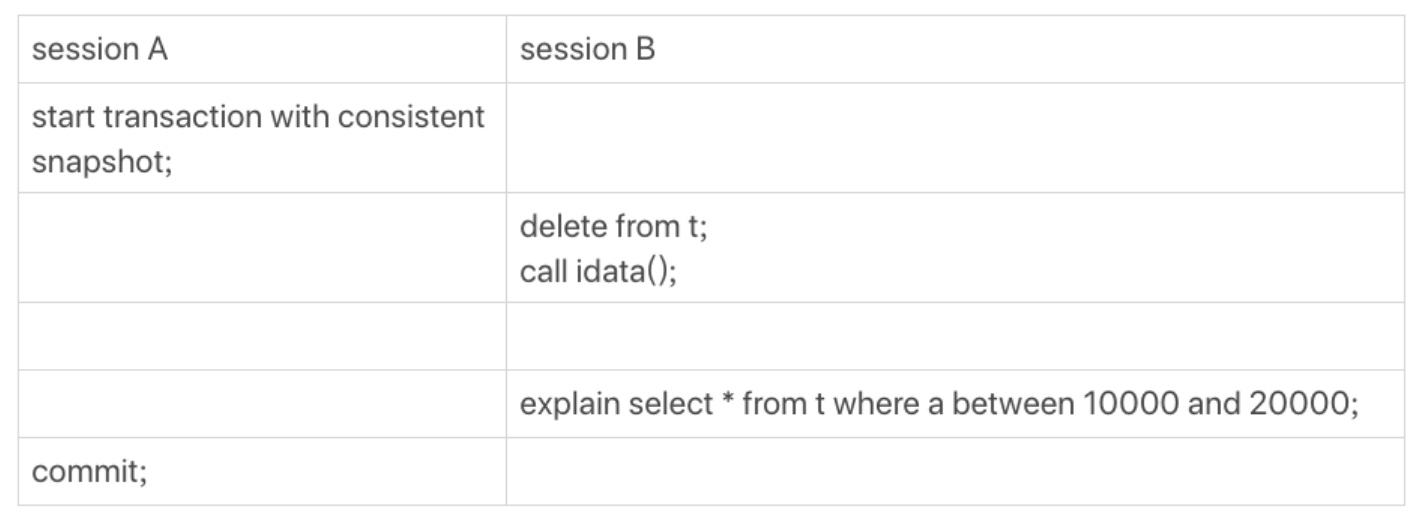 session A
session B
start transaction with consistent
snapshot;
delete from t;
call idata();
explain select * from t where a between 10000 and 20000;
commit;